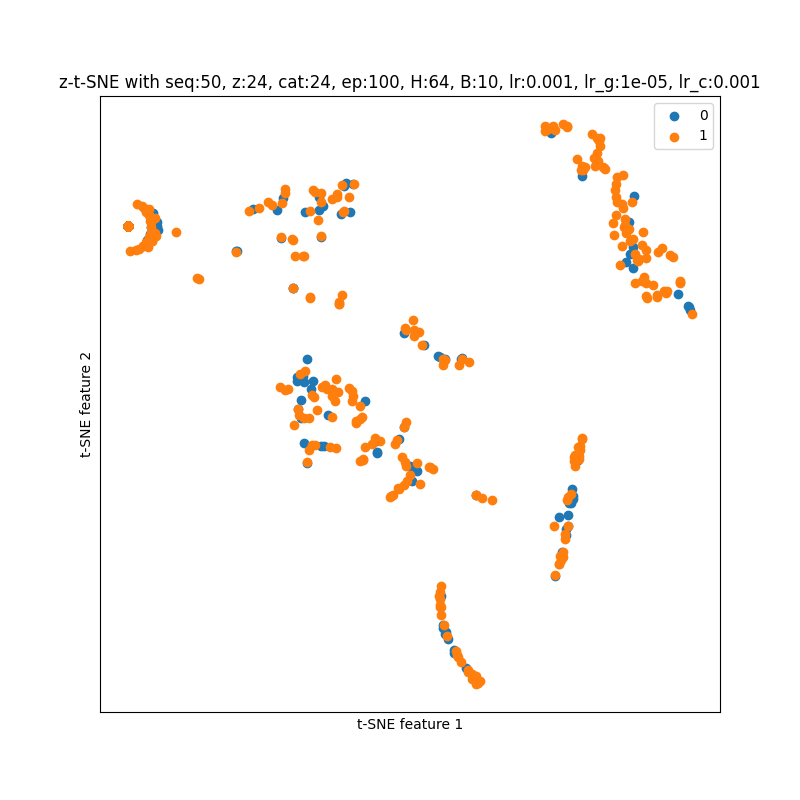 z-t-SNE with seq:50, z:24, cat:24, ep:100, H:64, B:10, lr:0.001, lr_g:1e-05, lr_c:0.001
0
1
t-SNE feature 2
t-SNE feature 1